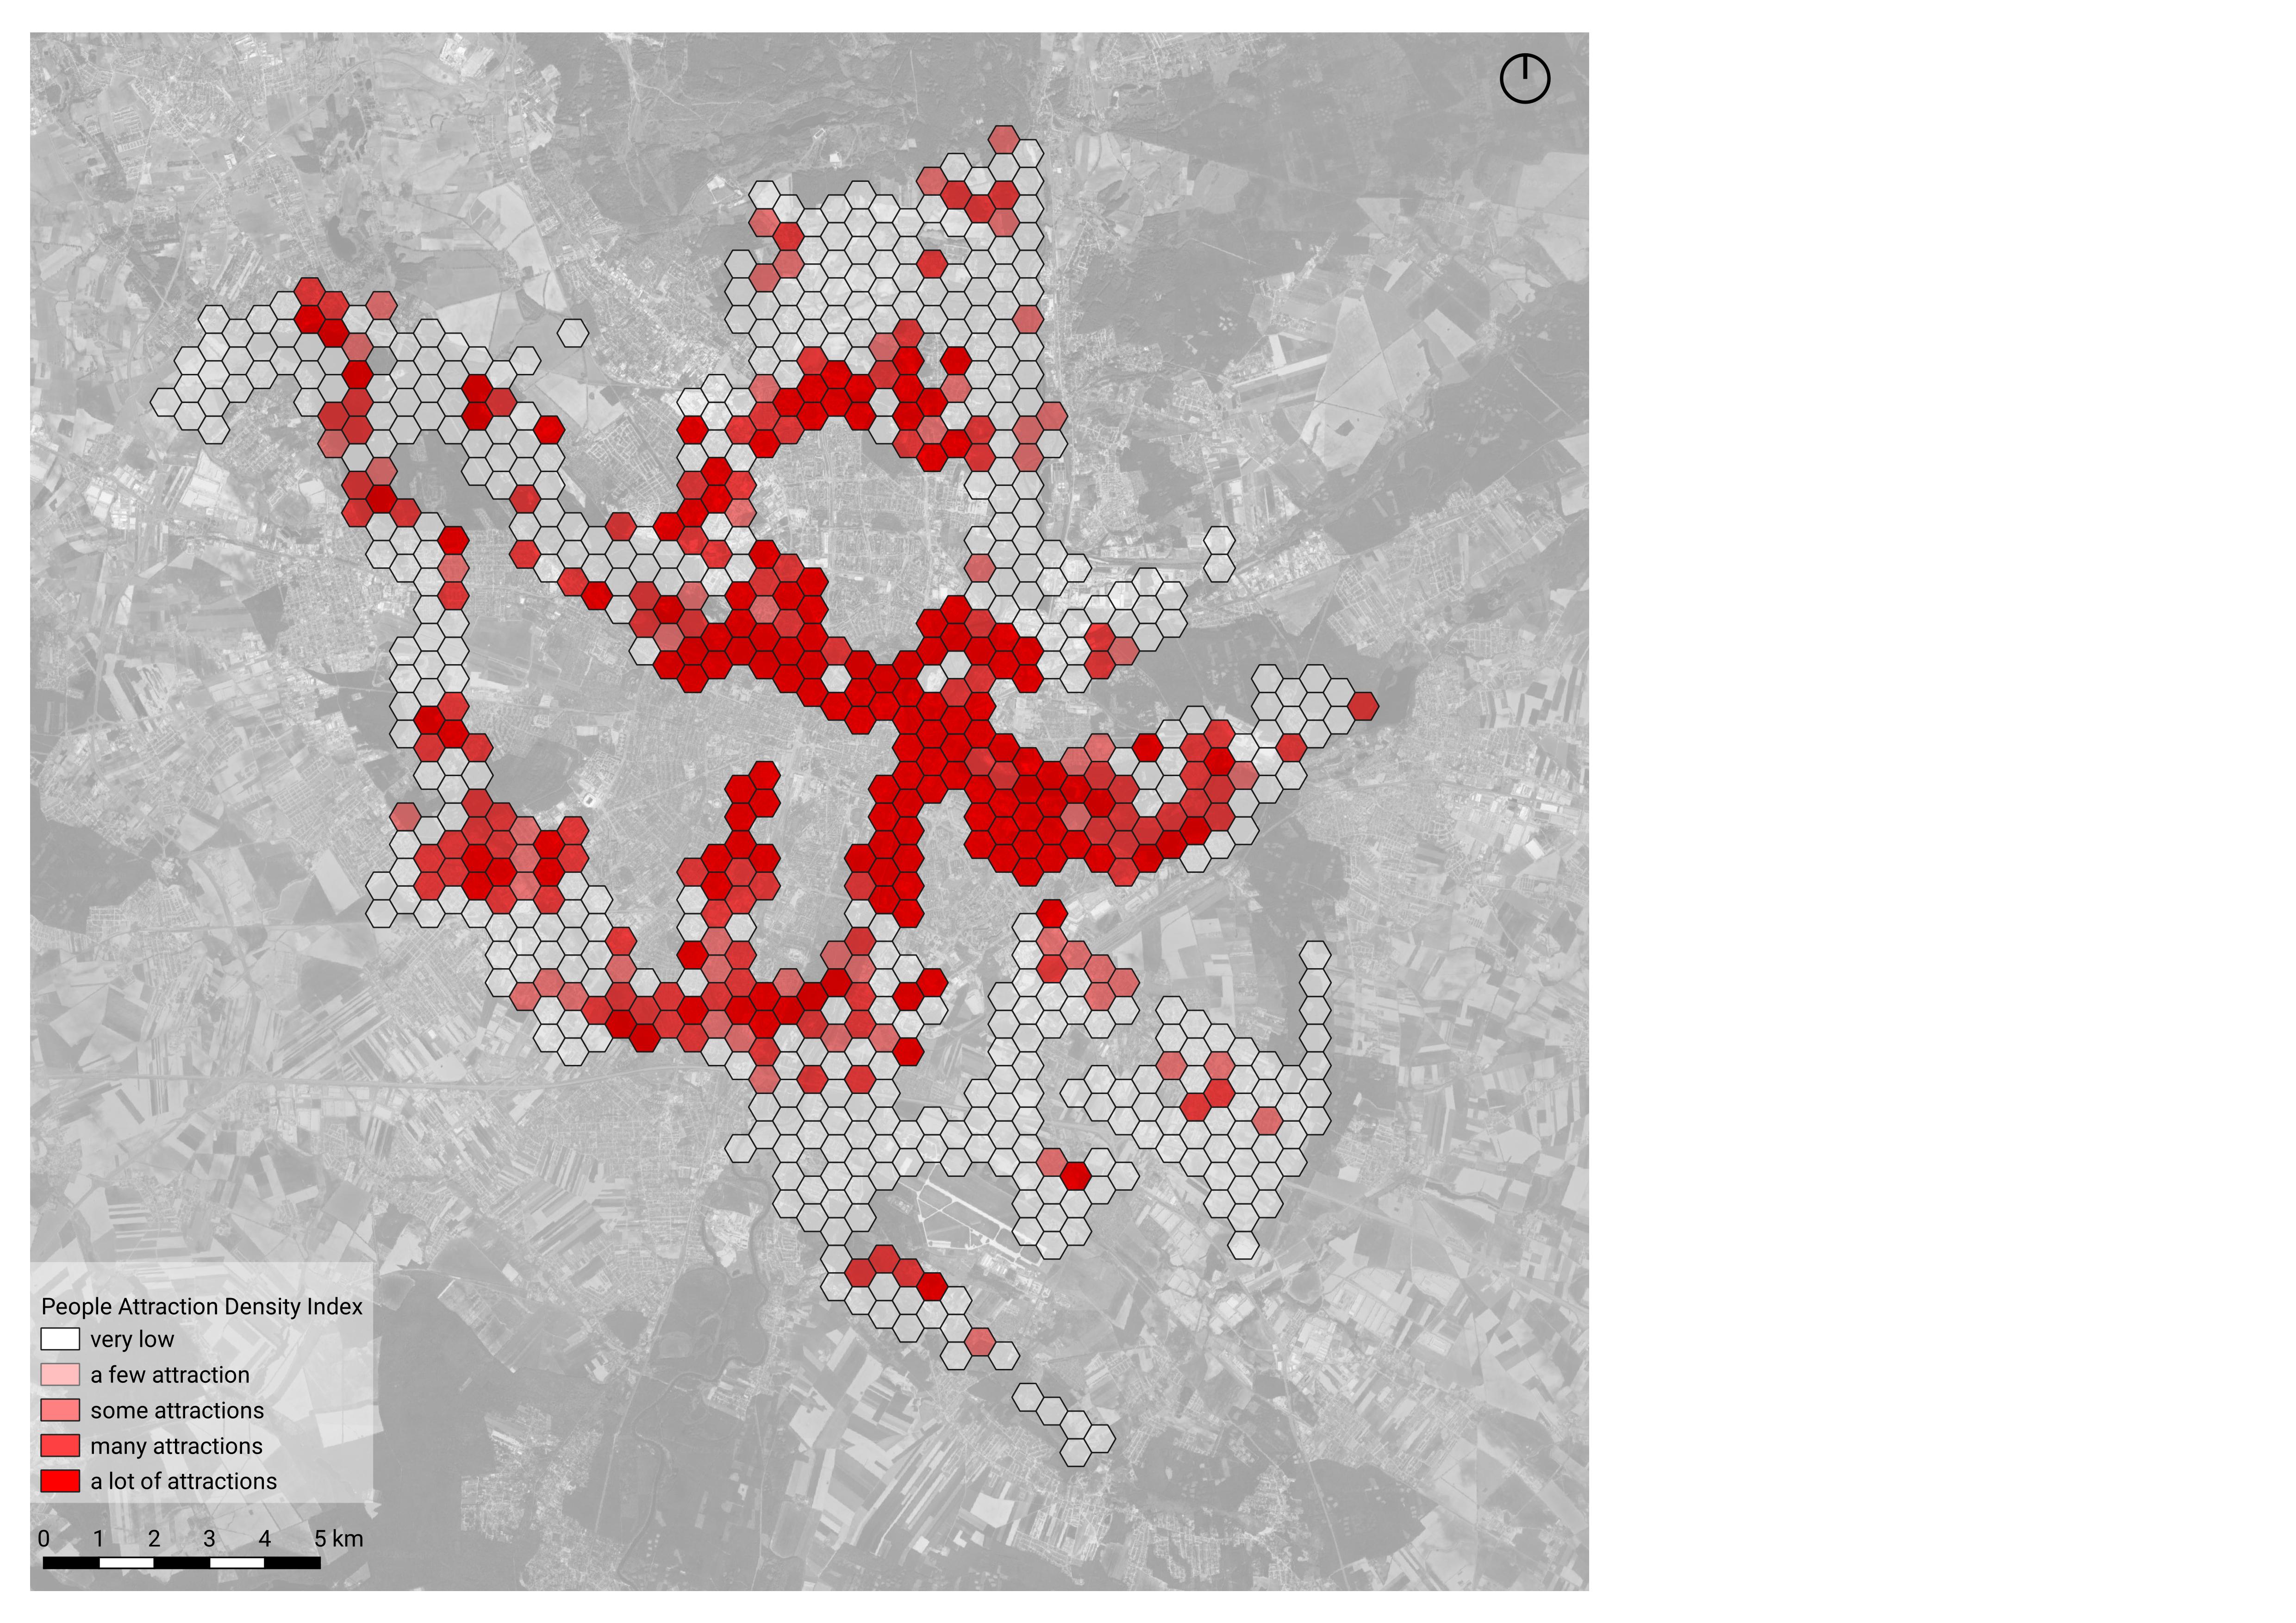 People Attraction Density Index
very low
a few attraction
some attractions
many attractions
a lot of attractions
0 1 2 3 4 5 km